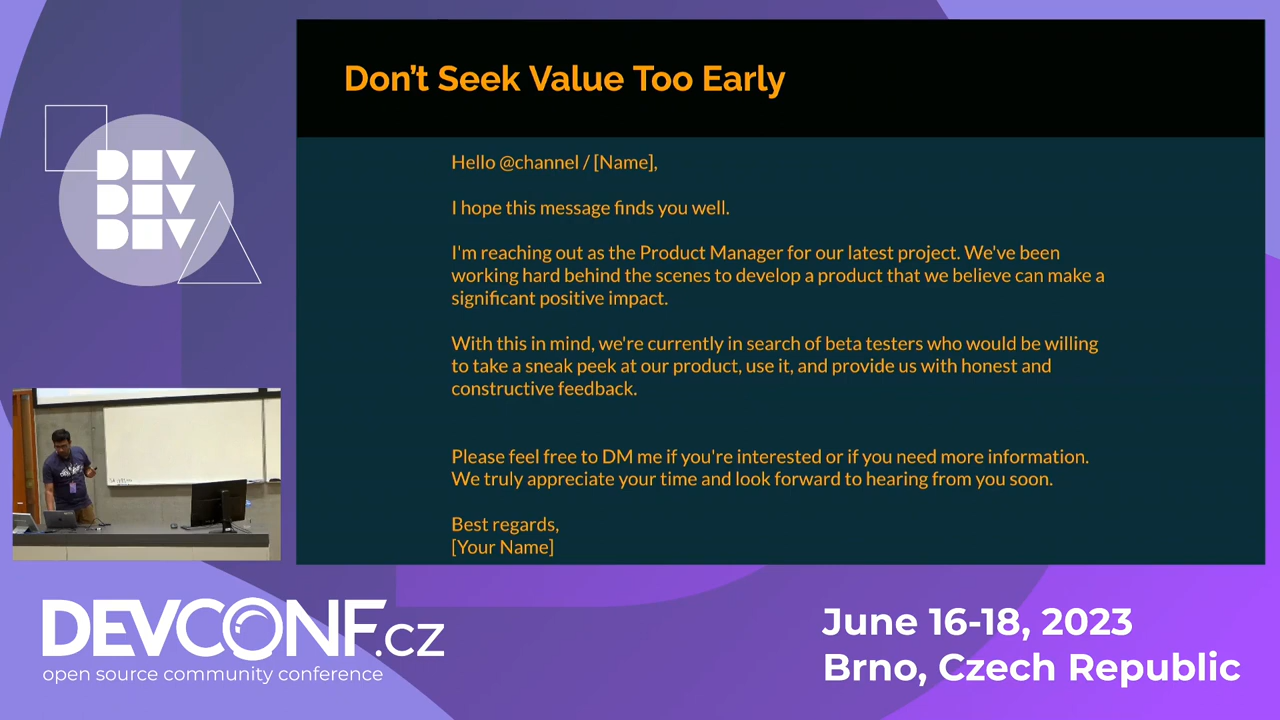 Don't Seek Value Too Early
Hello @channel / [Name],
I hope this message finds you well.
I'm reaching out as the Product Manager for our latest project. We've been
working hard behind the scenes to develop a product that we believe can make a
significant positive impact.
With this in mind, we're currently in search of beta testers who would be willing
to take a sneak peek at our product, use it, and provide us with honest and
constructive feedback.
Please feel free to DM me if you're interested or if you need more information.
We truly appreciate your time and look forward to hearing from you soon.
Best regards,
[Your Name]
DEV
DEV
DEV
DEVCONF.cz
open source community conference
June 16-18, 2023
Brno, Czech Republic